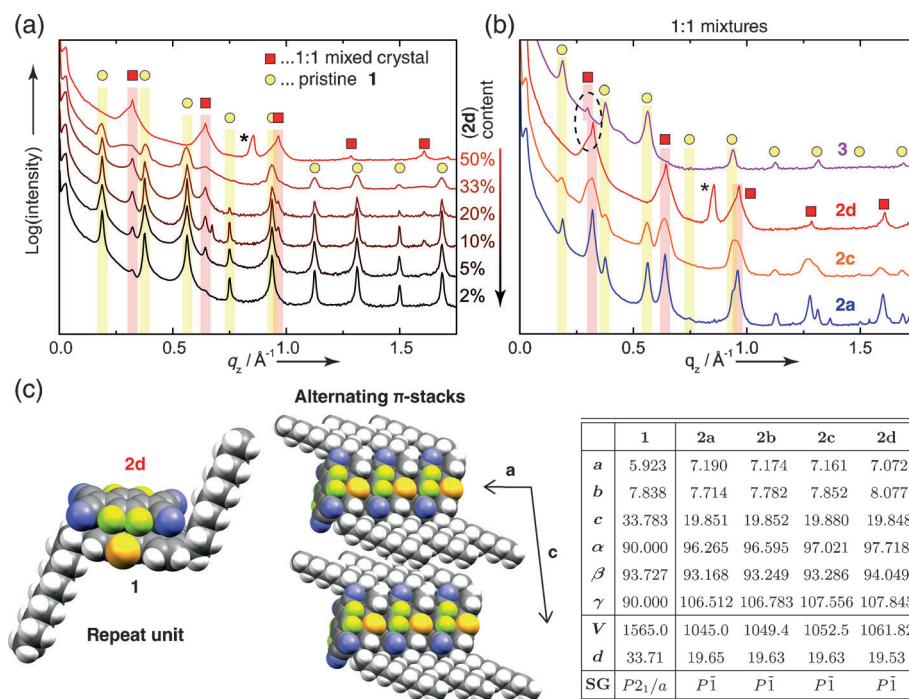 (a)
1:1 mixed crystal
...pristine 1
Log(intensity)
(2d) content
*
50%
33%
20%
10%
5%
2%
0.0 0.5 1.0 1.5
qz / Å-1
(b)
1:1 mixtures
Log(intensity)
*
3
2d
2c
2a
0.0 0.5 1.0 1.5
qz / Å-1
(c)
2d
1
Repeat unit
Alternating π-stacks
a
c
1 2a 2b 2c 2d
a 5.923 7.190 7.174 7.161 7.072
b 7.838 7.714 7.782 7.852 8.077
c 33.783 19.851 19.852 19.880 19.848
α 90.000 96.265 96.595 97.021 97.718
β 93.727 93.168 93.249 93.286 94.049
γ 90.000 106.512 106.783 107.556 107.845
V 1565.0 1045.0 1049.4 1052.5 1061.82
d 33.71 19.65 19.63 19.63 19.53
SG P21/a P1̄ P1̄ P1̄ P1̄